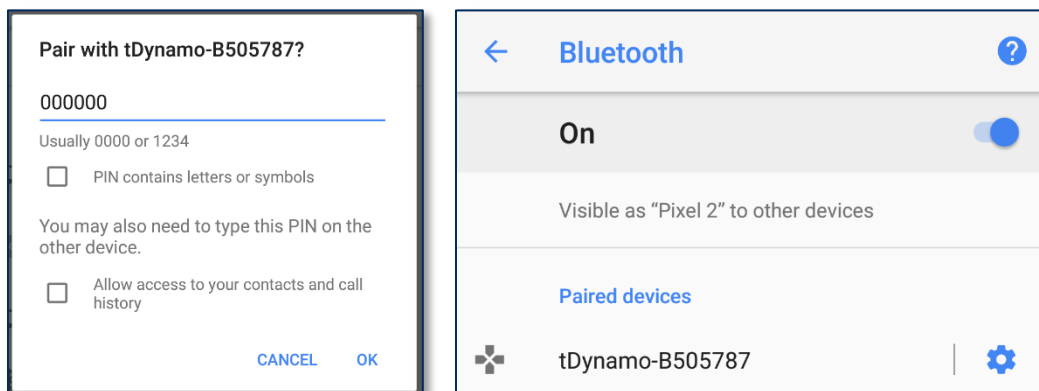 Pair with tDynamo-B505787?
000000
Usually 0000 or 1234
PIN contains letters or symbols
You may also need to type this PIN on the
other device.
Allow access to your contacts and call
history
CANCEL OK
Bluetooth
?
On
Visible as “Pixel 2” to other devices
Paired devices
tDynamo-B505787